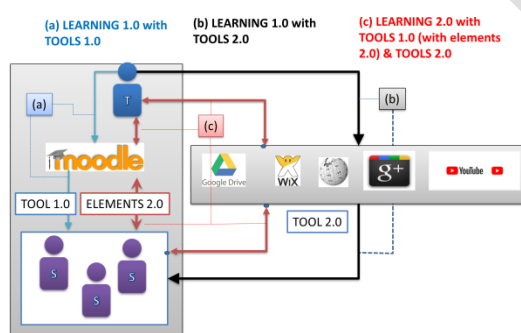 (a) LEARNING 1.0 with
TOOLS 1.0
(b) LEARNING 1.0 with
TOOLS 2.0
(c) LEARNING 2.0 with
TOOLS 1.0 (with elements
2.0) & TOOLS 2.0
(a)
T
(b)
(c)
moodle
Google Drive
WiX
g+
YouTube
TOOL 1.0
ELEMENTS 2.0
TOOL 2.0
S
S
S